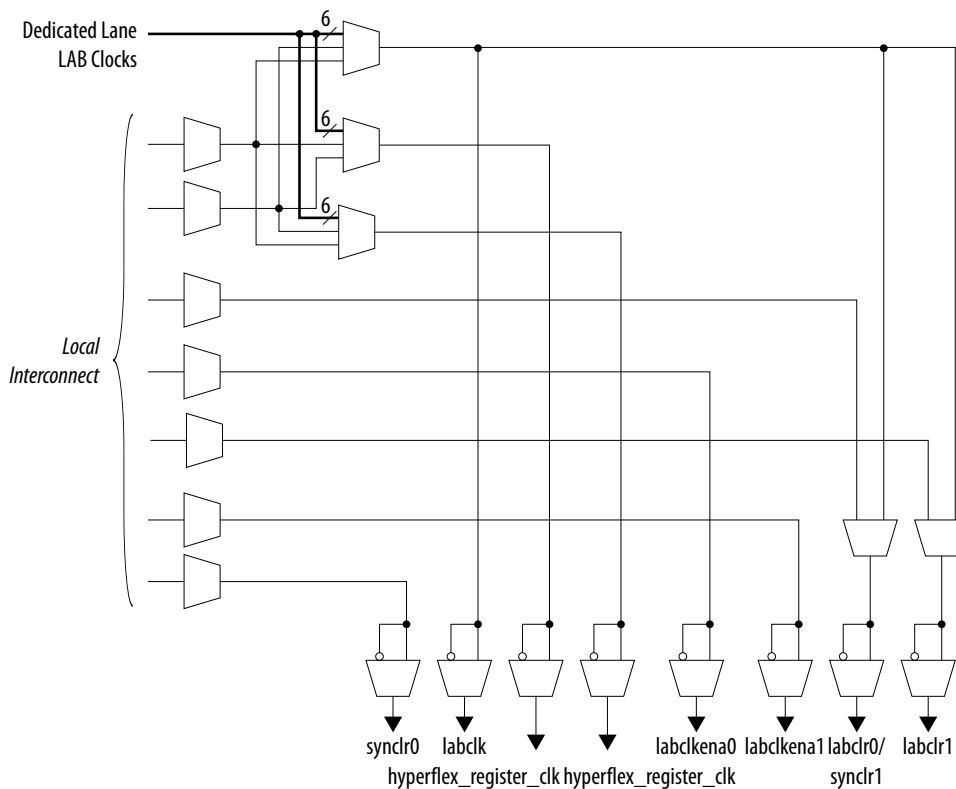 Dedicated Lane
LAB Clocks
6
6
6
Local
Interconnect
synclr0
labclk
labclkena0
labclkena1
labclr0/
labclr1
hyperflex_register_clk
hyperflex_register_clk
synclr1